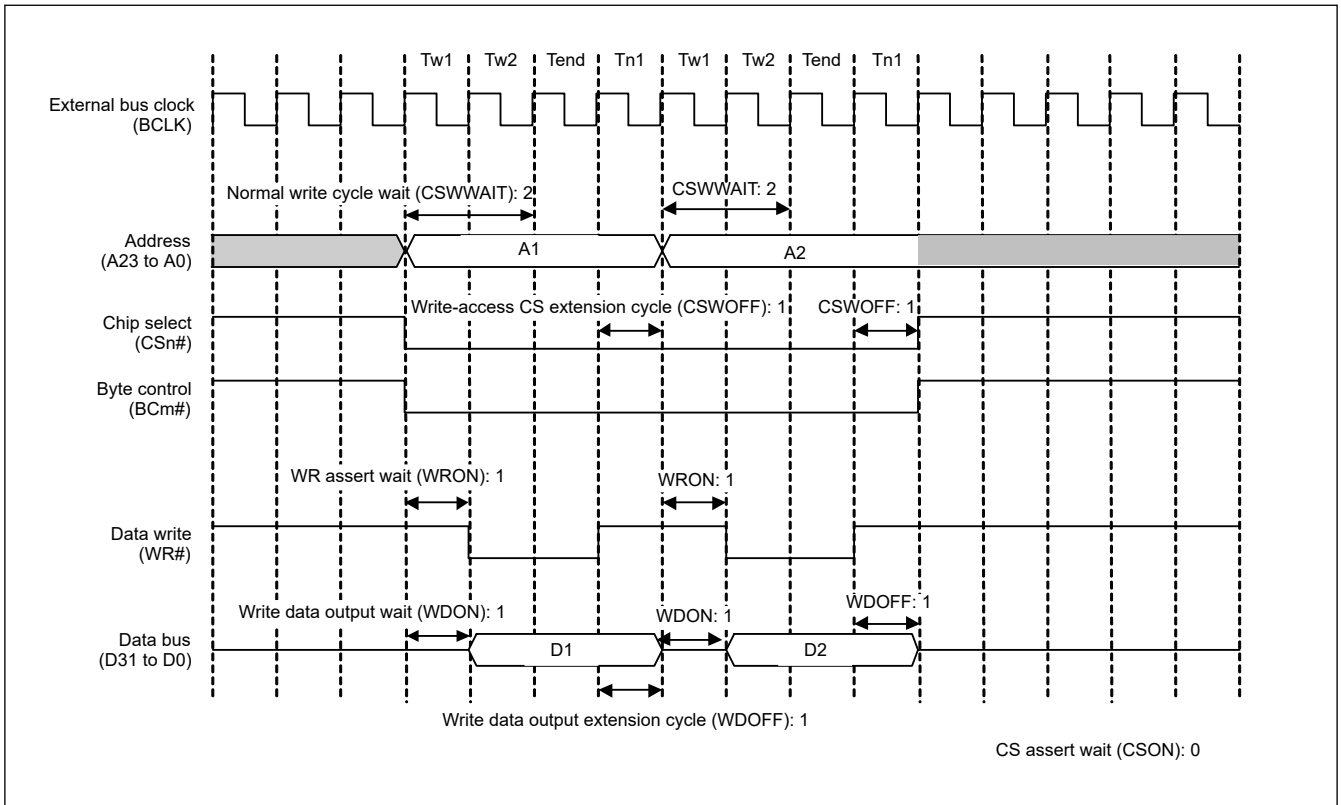 Tw1 Tw2 Tend Tn1 Tw1 Tw2 Tend Tn1
External bus clock
(BCLK)
Normal write cycle wait (CSWWAIT): 2
CSWWAIT: 2
Address
(A23 to A0)
A1
A2
Write-access CS extension cycle (CSWOFF): 1
CSWOFF: 1
Chip select
(CSn#)
Byte control
(BCm#)
WR assert wait (WRON): 1
WRON: 1
Data write
(WR#)
Write data output wait (WDON): 1
WDON: 1
WDOFF: 1
Data bus
(D31 to D0)
D1
D2
Write data output extension cycle (WDOFF): 1
CS assert wait (CSON): 0